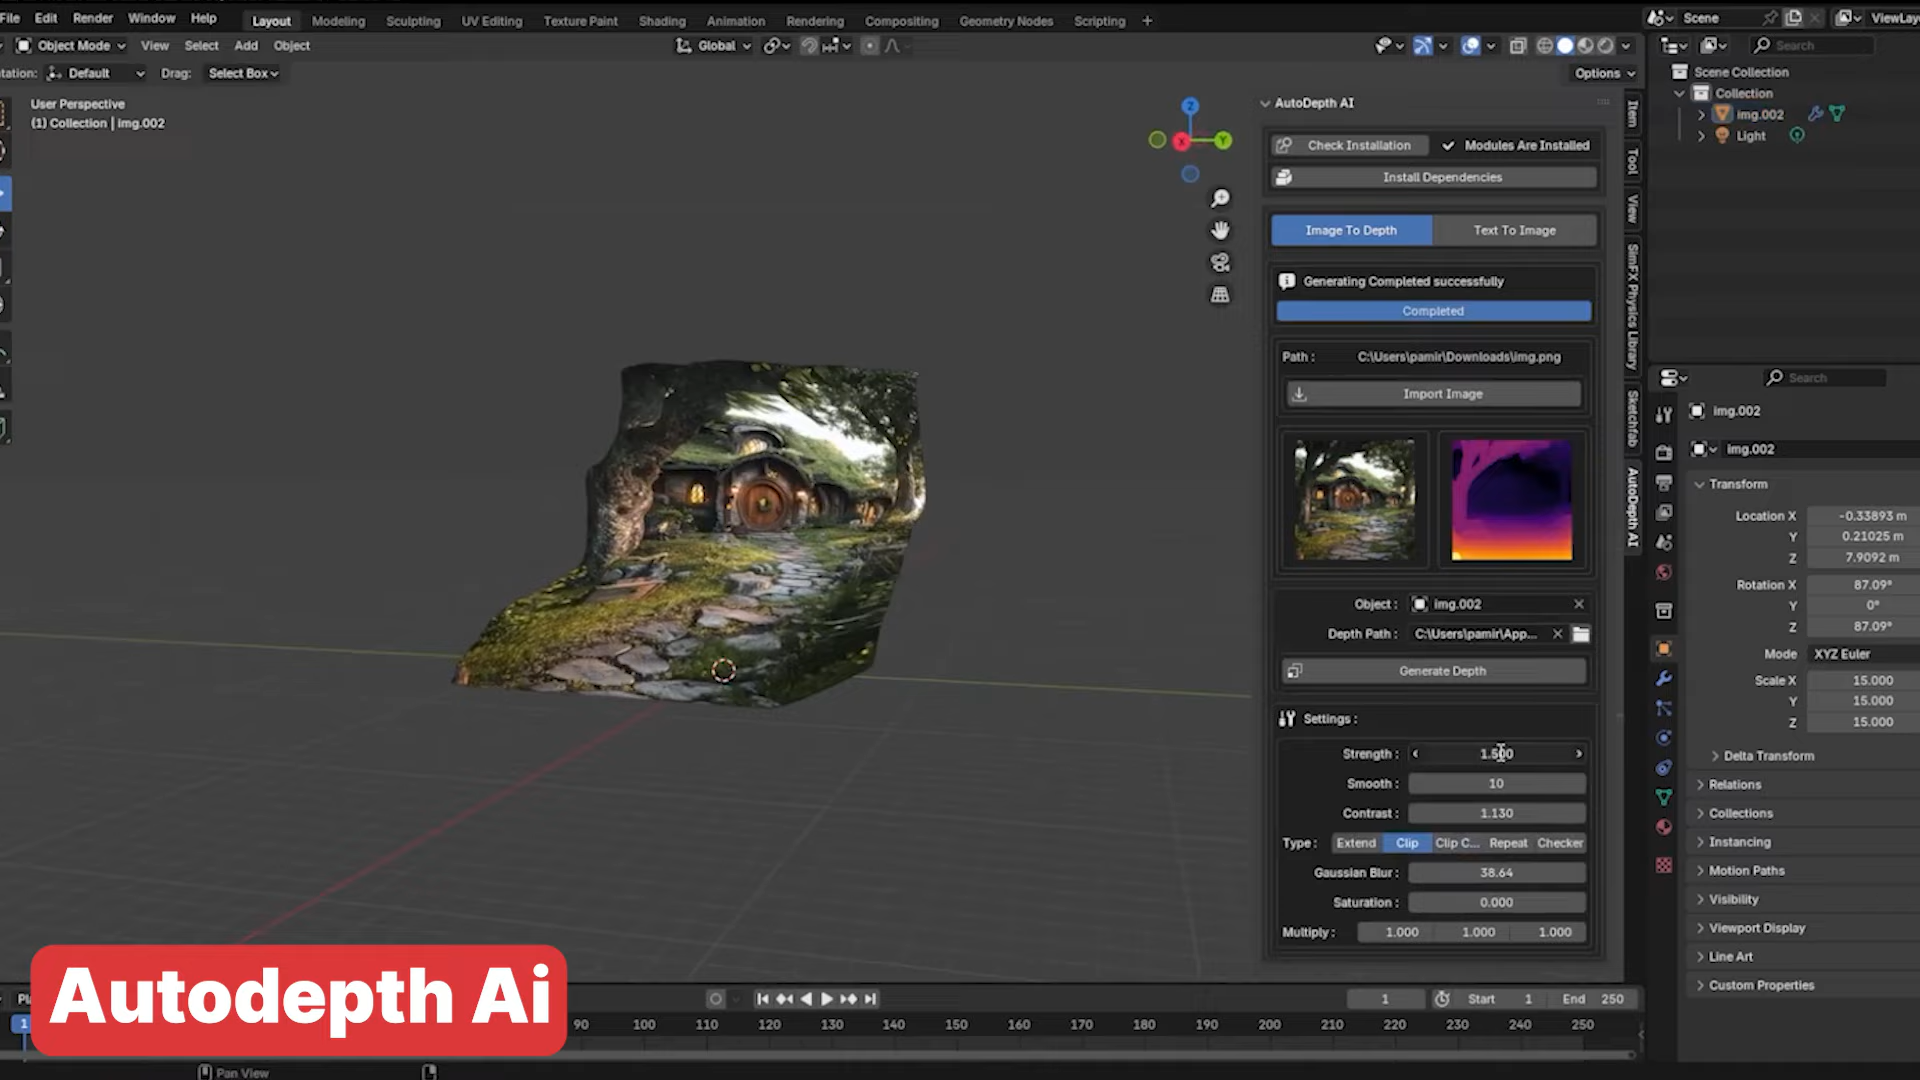 File Edit Render Window Help Layout Modeling Sculpting UV Editing Texture Paint Shading Animation Rendering Compositing Geometry Nodes Scripting + Scene
Object Mode View Select Add Object Global Search
Default Drag: Select Box Options
User Perspective
(1) Collection | img.002
Z
X
Y
AutoDepth AI
Check Installation Modules Are Installed
Install Dependencies
Image To Depth Text To Image
Generating Completed successfully
Completed
Path : C:\Users\pamir\Downloads\img.png
Import Image
Object : img.002
Depth Path : C:\Users\pamir\App...
Generate Depth
Settings :
Strength : 1.500
Smooth : 10
Contrast : 1.130
Type : Extend Clip Clip C... Repeat Checker
Gaussian Blur : 38.64
Saturation : 0.000
Multiply : 1.000 1.000 1.000
Item
Tool
View
SimFX Physics Library
Sketchfab
AutoDepth AI
Scene Collection
Collection
img.002
Light
Search
img.002
img.002
Transform
Location X -0.33893 m
Y 0.21025 m
Z 7.9092 m
Rotation X 87.09°
Y 0°
Z 87.09°
Mode XYZ Euler
Scale X 15.000
Y 15.000
Z 15.000
Delta Transform
Relations
Collections
Instancing
Motion Paths
Visibility
Viewport Display
Line Art
Custom Properties
Autodepth Ai
1 Start 1 End 250
1 90 100 110 120 130 140 150 160 170 180 190 200 210 220 230 240 250
Pan View